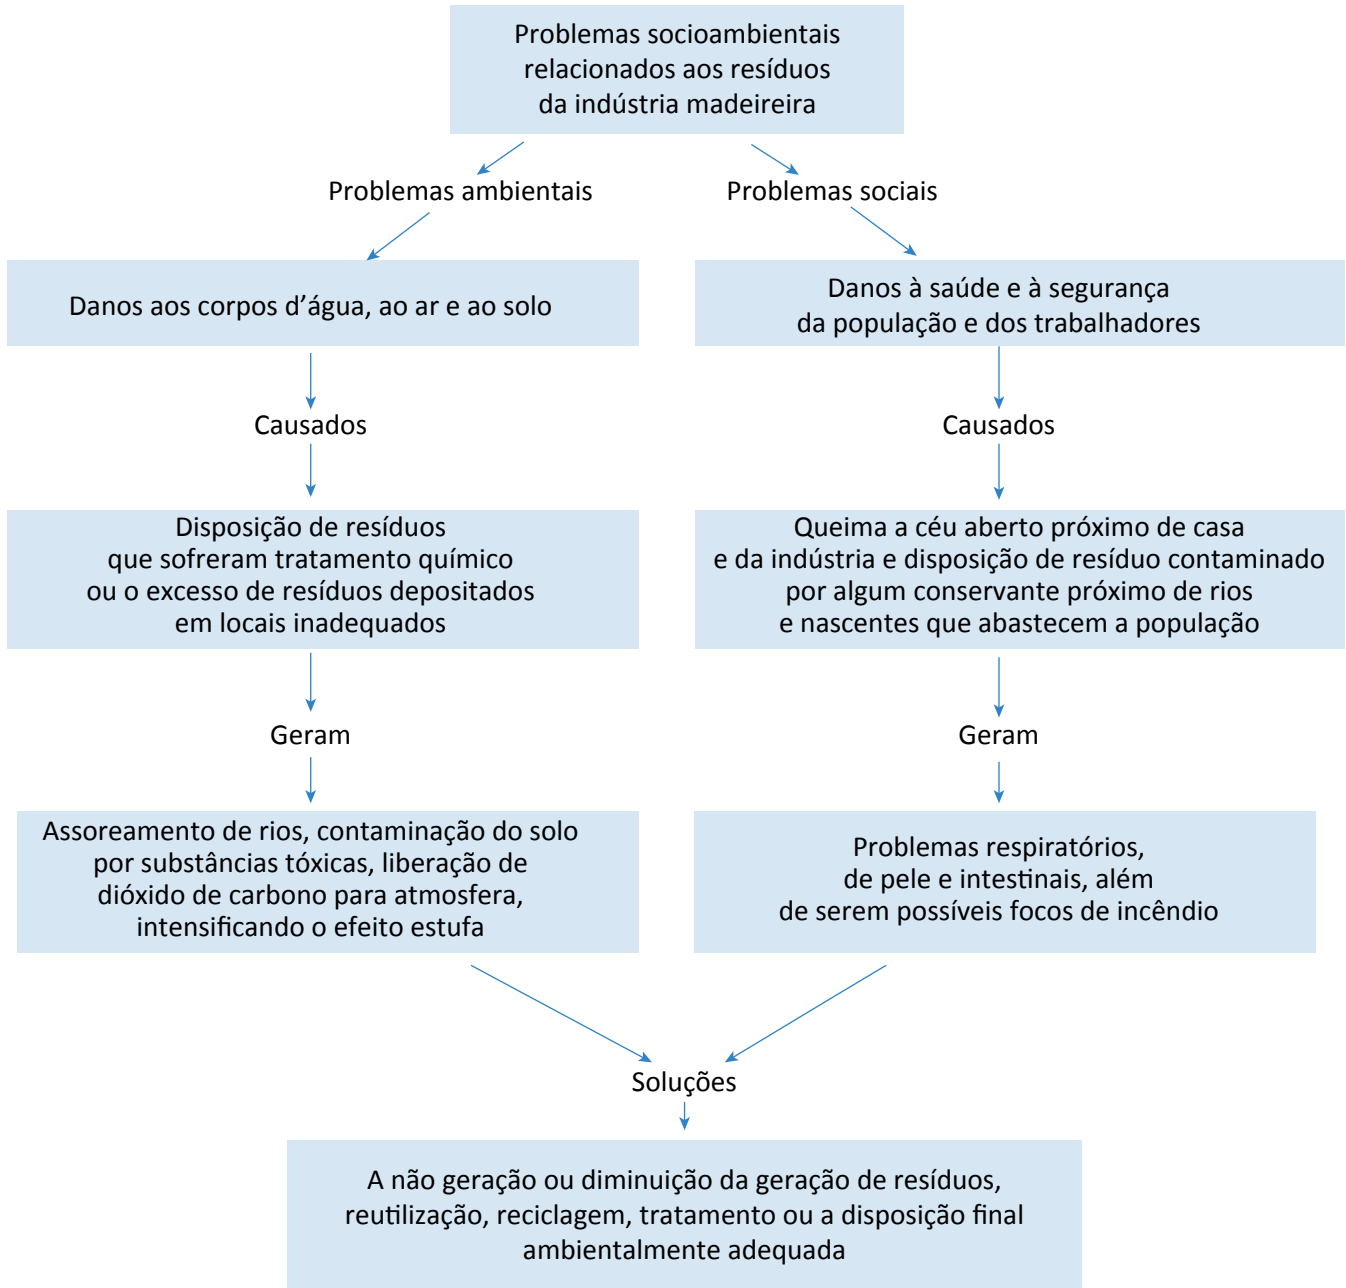 Problemas socioambientais
relacionados aos resíduos
da indústria madeireira
Problemas ambientais
Problemas sociais
Danos aos corpos d’água, ao ar e ao solo
Danos à saúde e à segurança
da população e dos trabalhadores
Causados
Causados
Disposição de resíduos
que sofreram tratamento químico
ou o excesso de resíduos depositados
em locais inadequados
Queima a céu aberto próximo de casa
e da indústria e disposição de resíduo contaminado
por algum conservante próximo de rios
e nascentes que abastecem a população
Geram
Geram
Assoreamento de rios, contaminação do solo
por substâncias tóxicas, liberação de
dióxido de carbono para atmosfera,
intensificando o efeito estufa
Problemas respiratórios,
de pele e intestinais, além
de serem possíveis focos de incêndio
Soluções
A não geração ou diminuição da geração de resíduos,
reutilização, reciclagem, tratamento ou a disposição final
ambientalmente adequada